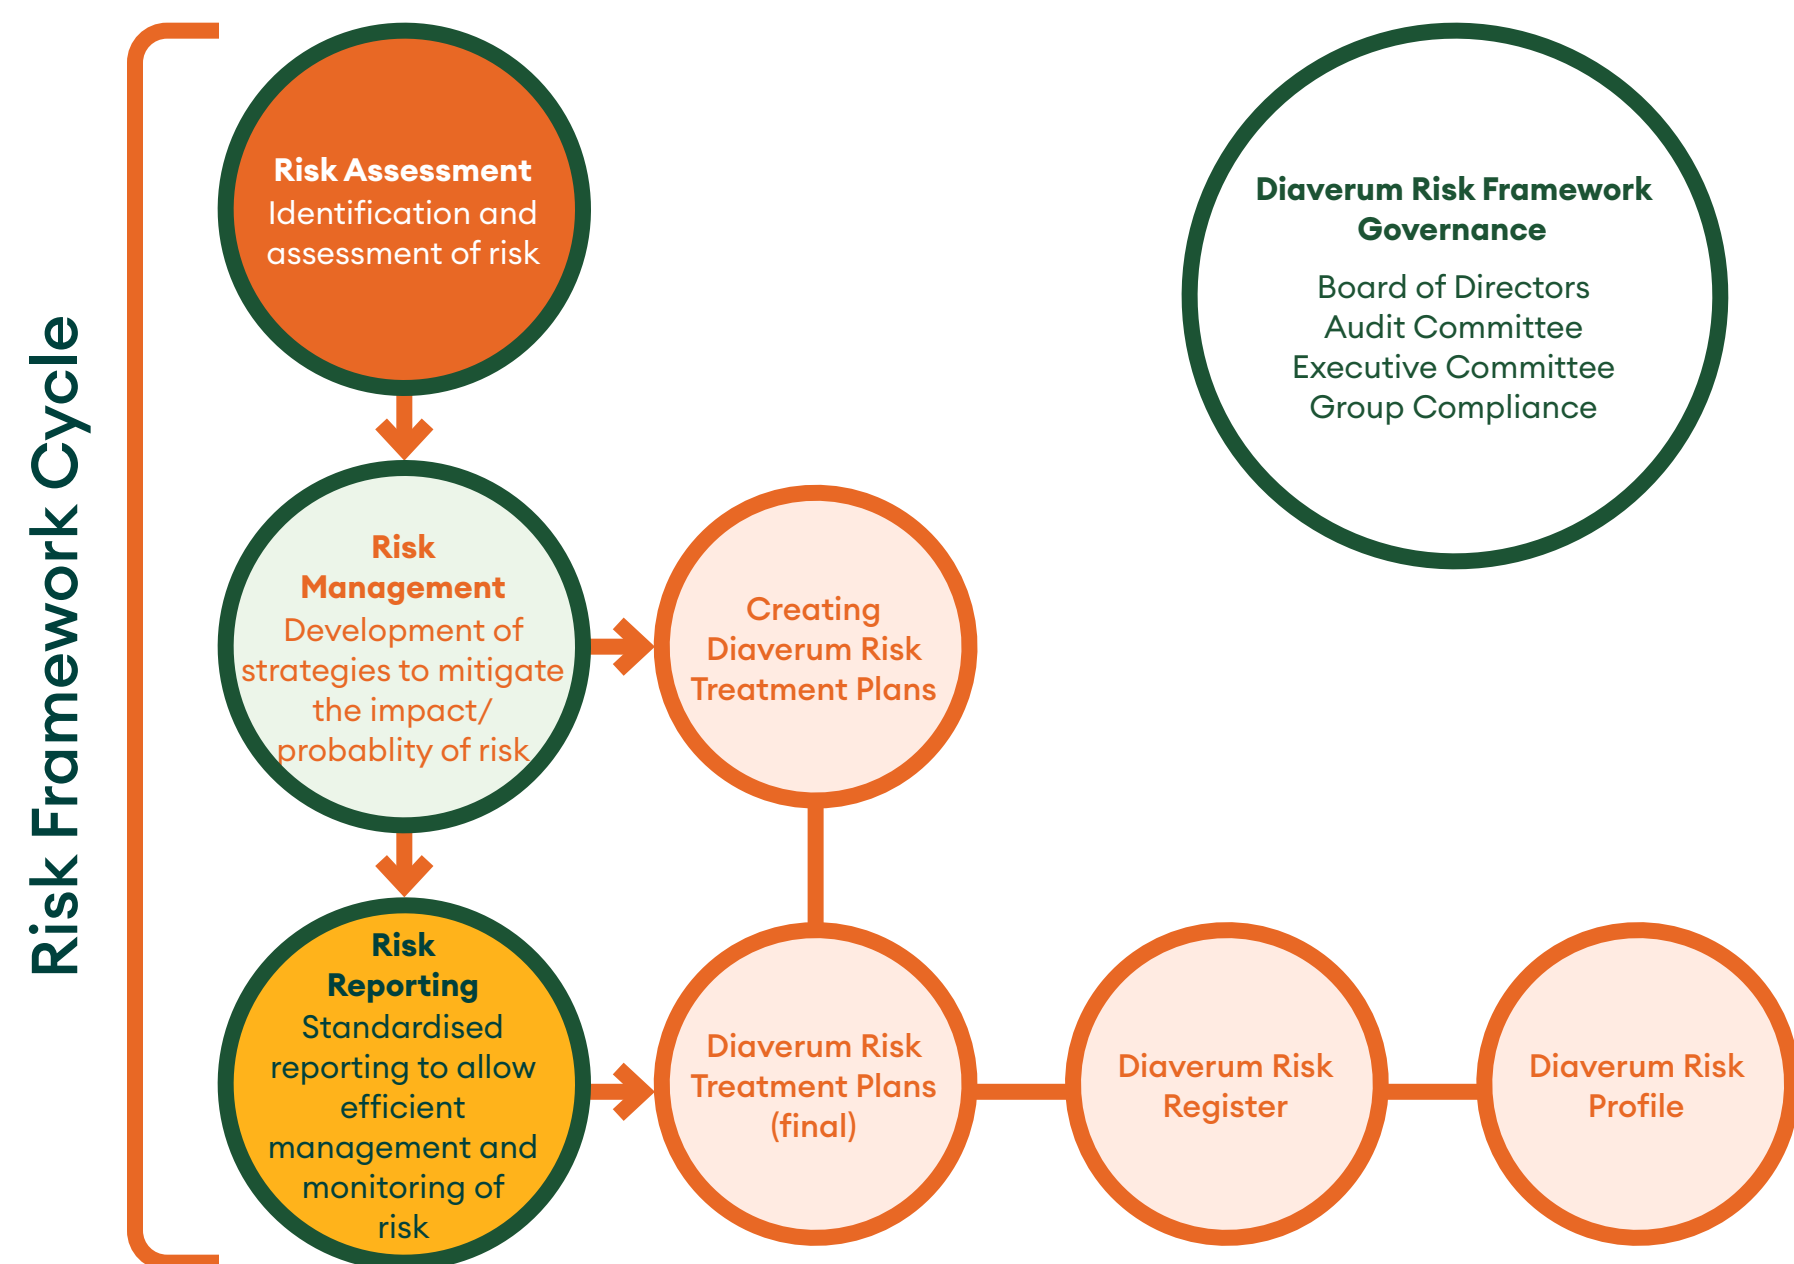 Risk Framework Cycle
Risk Assessment
Identification and
assessment of risk
Diaverum Risk Framework
Governance
Board of Directors
Audit Committee
Executive Committee
Group Compliance
Risk
Management
Development of
strategies to mitigate
the impact/
probablity of risk
Creating
Diaverum Risk
Treatment Plans
Risk
Reporting
Standardised
reporting to allow
efficient
management and
monitoring of
risk
Diaverum Risk
Treatment Plans
(final)
Diaverum Risk
Register
Diaverum Risk
Profile